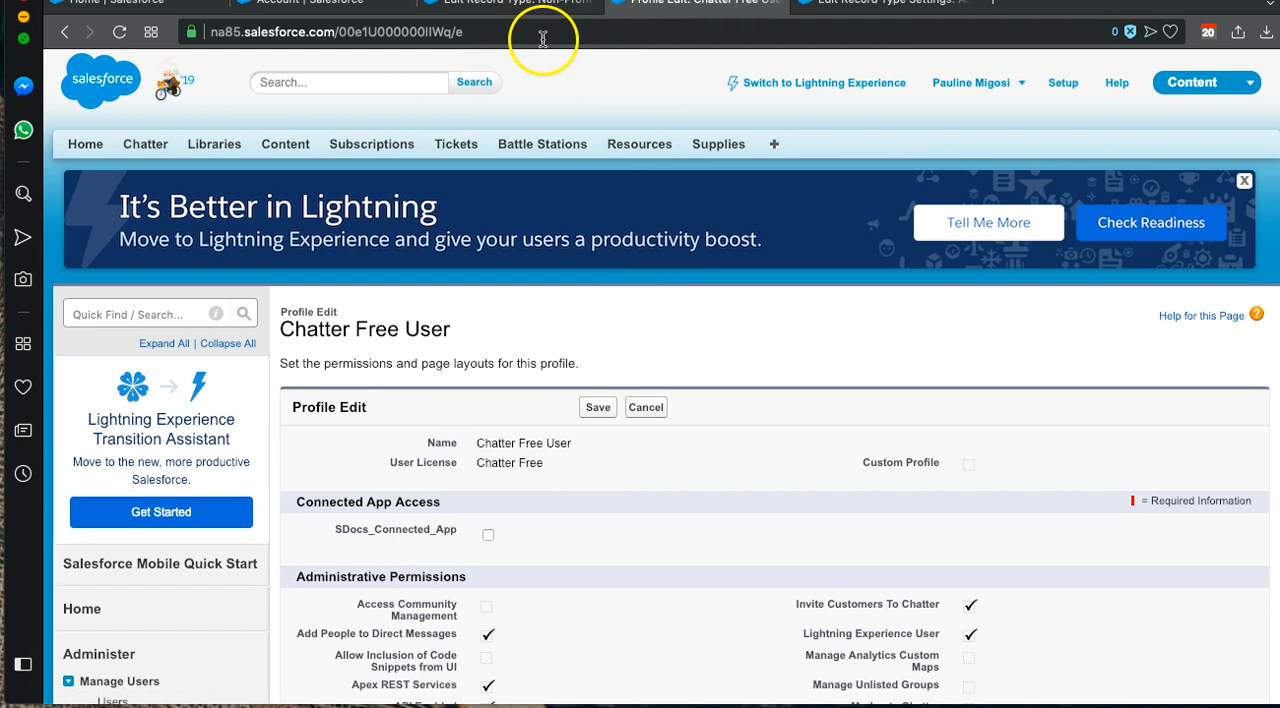 Home | Salesforce
Account | Salesforce
Edit Record Type: Non-Prof
Profile Edit: Chatter Free Use
Edit Record Type Settings: A
na85.salesforce.com/00e1U000000IIWq/e
0
20
salesforce
'19
Search...
Search
Switch to Lightning Experience
Pauline Migosi
Setup
Help
Content
Home
Chatter
Libraries
Content
Subscriptions
Tickets
Battle Stations
Resources
Supplies
+
It's Better in Lightning
Move to Lightning Experience and give your users a productivity boost.
Tell Me More
Check Readiness
X
Quick Find / Search...
Expand All | Collapse All
Lightning Experience
Transition Assistant
Move to the new, more productive
Salesforce.
Get Started
Salesforce Mobile Quick Start
Home
Administer
Manage Users
Users
Profile Edit
Chatter Free User
Help for this Page
Set the permissions and page layouts for this profile.
Profile Edit
Save
Cancel
Name
Chatter Free User
User License
Chatter Free
Custom Profile
Connected App Access
= Required Information
SDocs_Connected_App
Administrative Permissions
Access Community
Management
Invite Customers To Chatter
Add People to Direct Messages
Lightning Experience User
Allow Inclusion of Code
Snippets from UI
Manage Analytics Custom
Maps
Apex REST Services
Manage Unlisted Groups